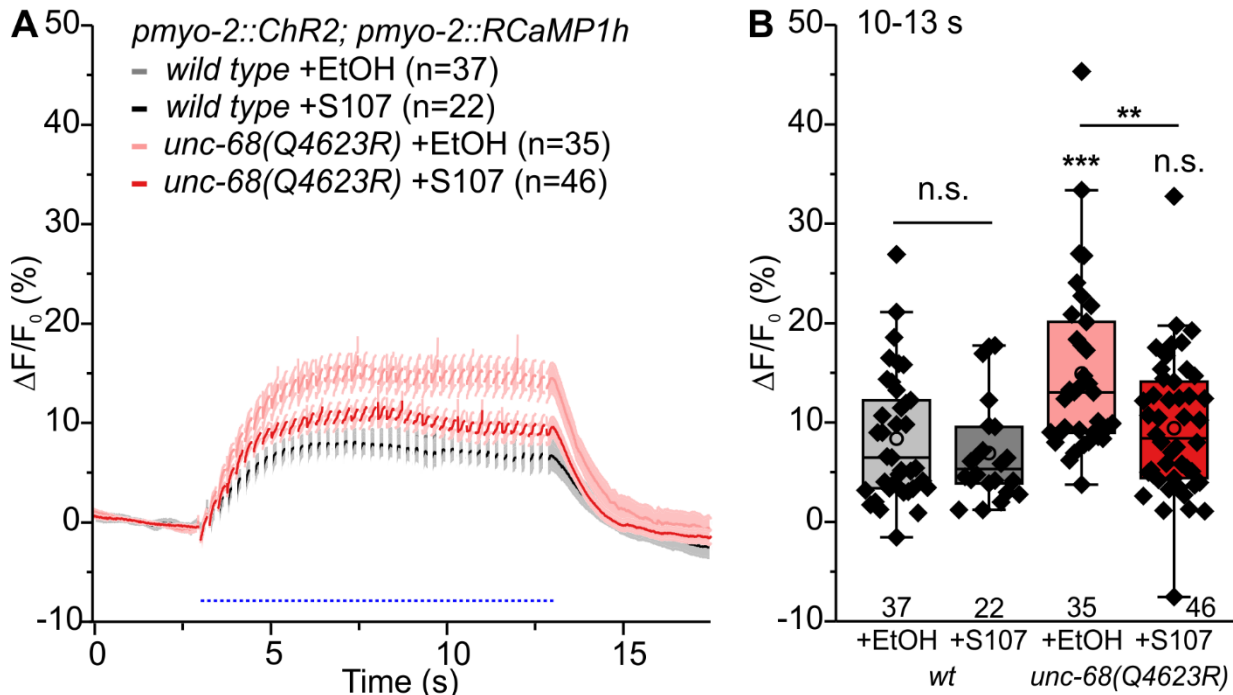 A
pmyo-2::ChR2; pmyo-2::RCaMP1h
wild type +EtOH (n=37)
wild type +S107 (n=22)
unc-68(Q4623R) +EtOH (n=35)
unc-68(Q4623R) +S107 (n=46)
50
40
30
20
10
0
-10
ΔF/F₀ (%)
0 5 10 15
Time (s)
B 10-13 s
50
40
30
20
10
0
-10
ΔF/F₀ (%)
**
*** n.s.
n.s.
37 22 35 46
+EtOH +S107 +EtOH +S107
wt unc-68(Q4623R)